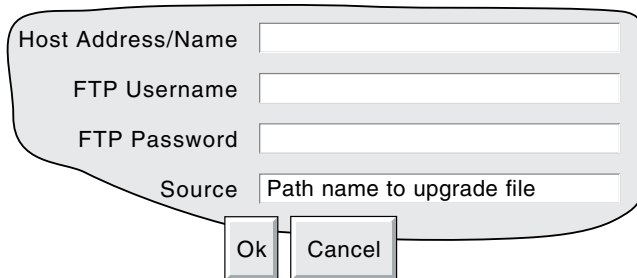 Host Address/Name
FTP Username
FTP Password
Source Path name to upgrade file
Ok Cancel